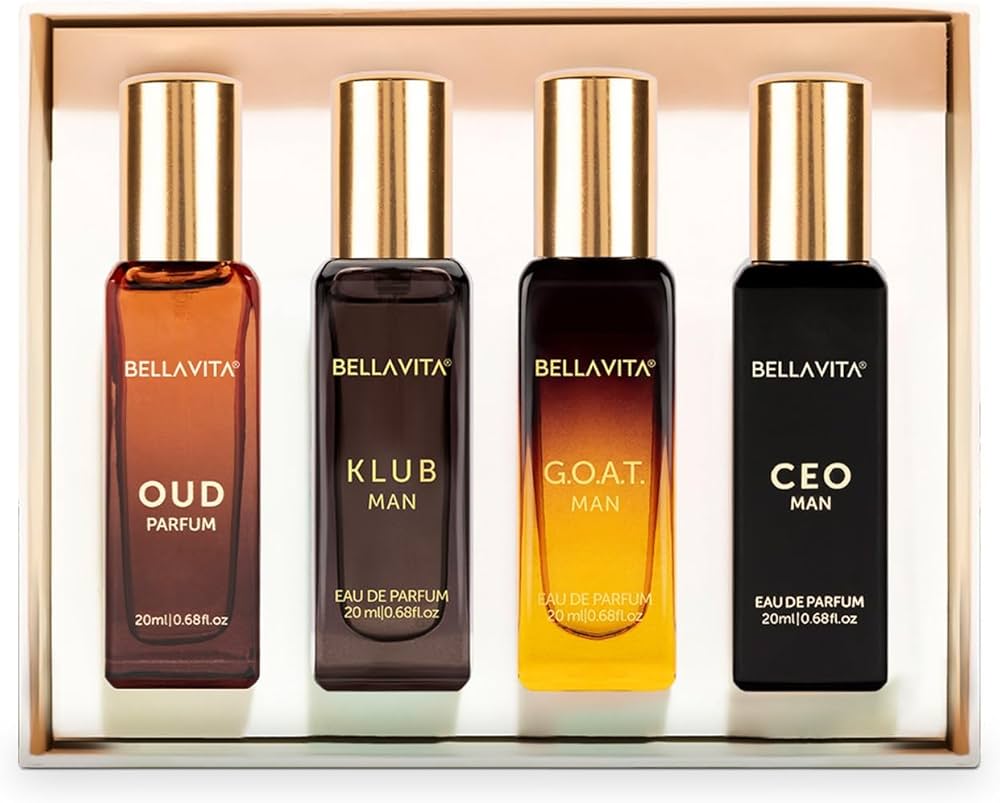 BELLAVITA®
OUD
PARFUM
20ml|0.68fl.oz
BELLAVITA®
KLUB
MAN
EAU DE PARFUM
20 ml|0.68fl.oz
BELLAVITA®
G.O.A.T.
MAN
EAU DE PARFUM
20 ml|0.68fl.oz
BELLAVITA®
CEO
MAN
EAU DE PARFUM
20ml|0.68fl.oz